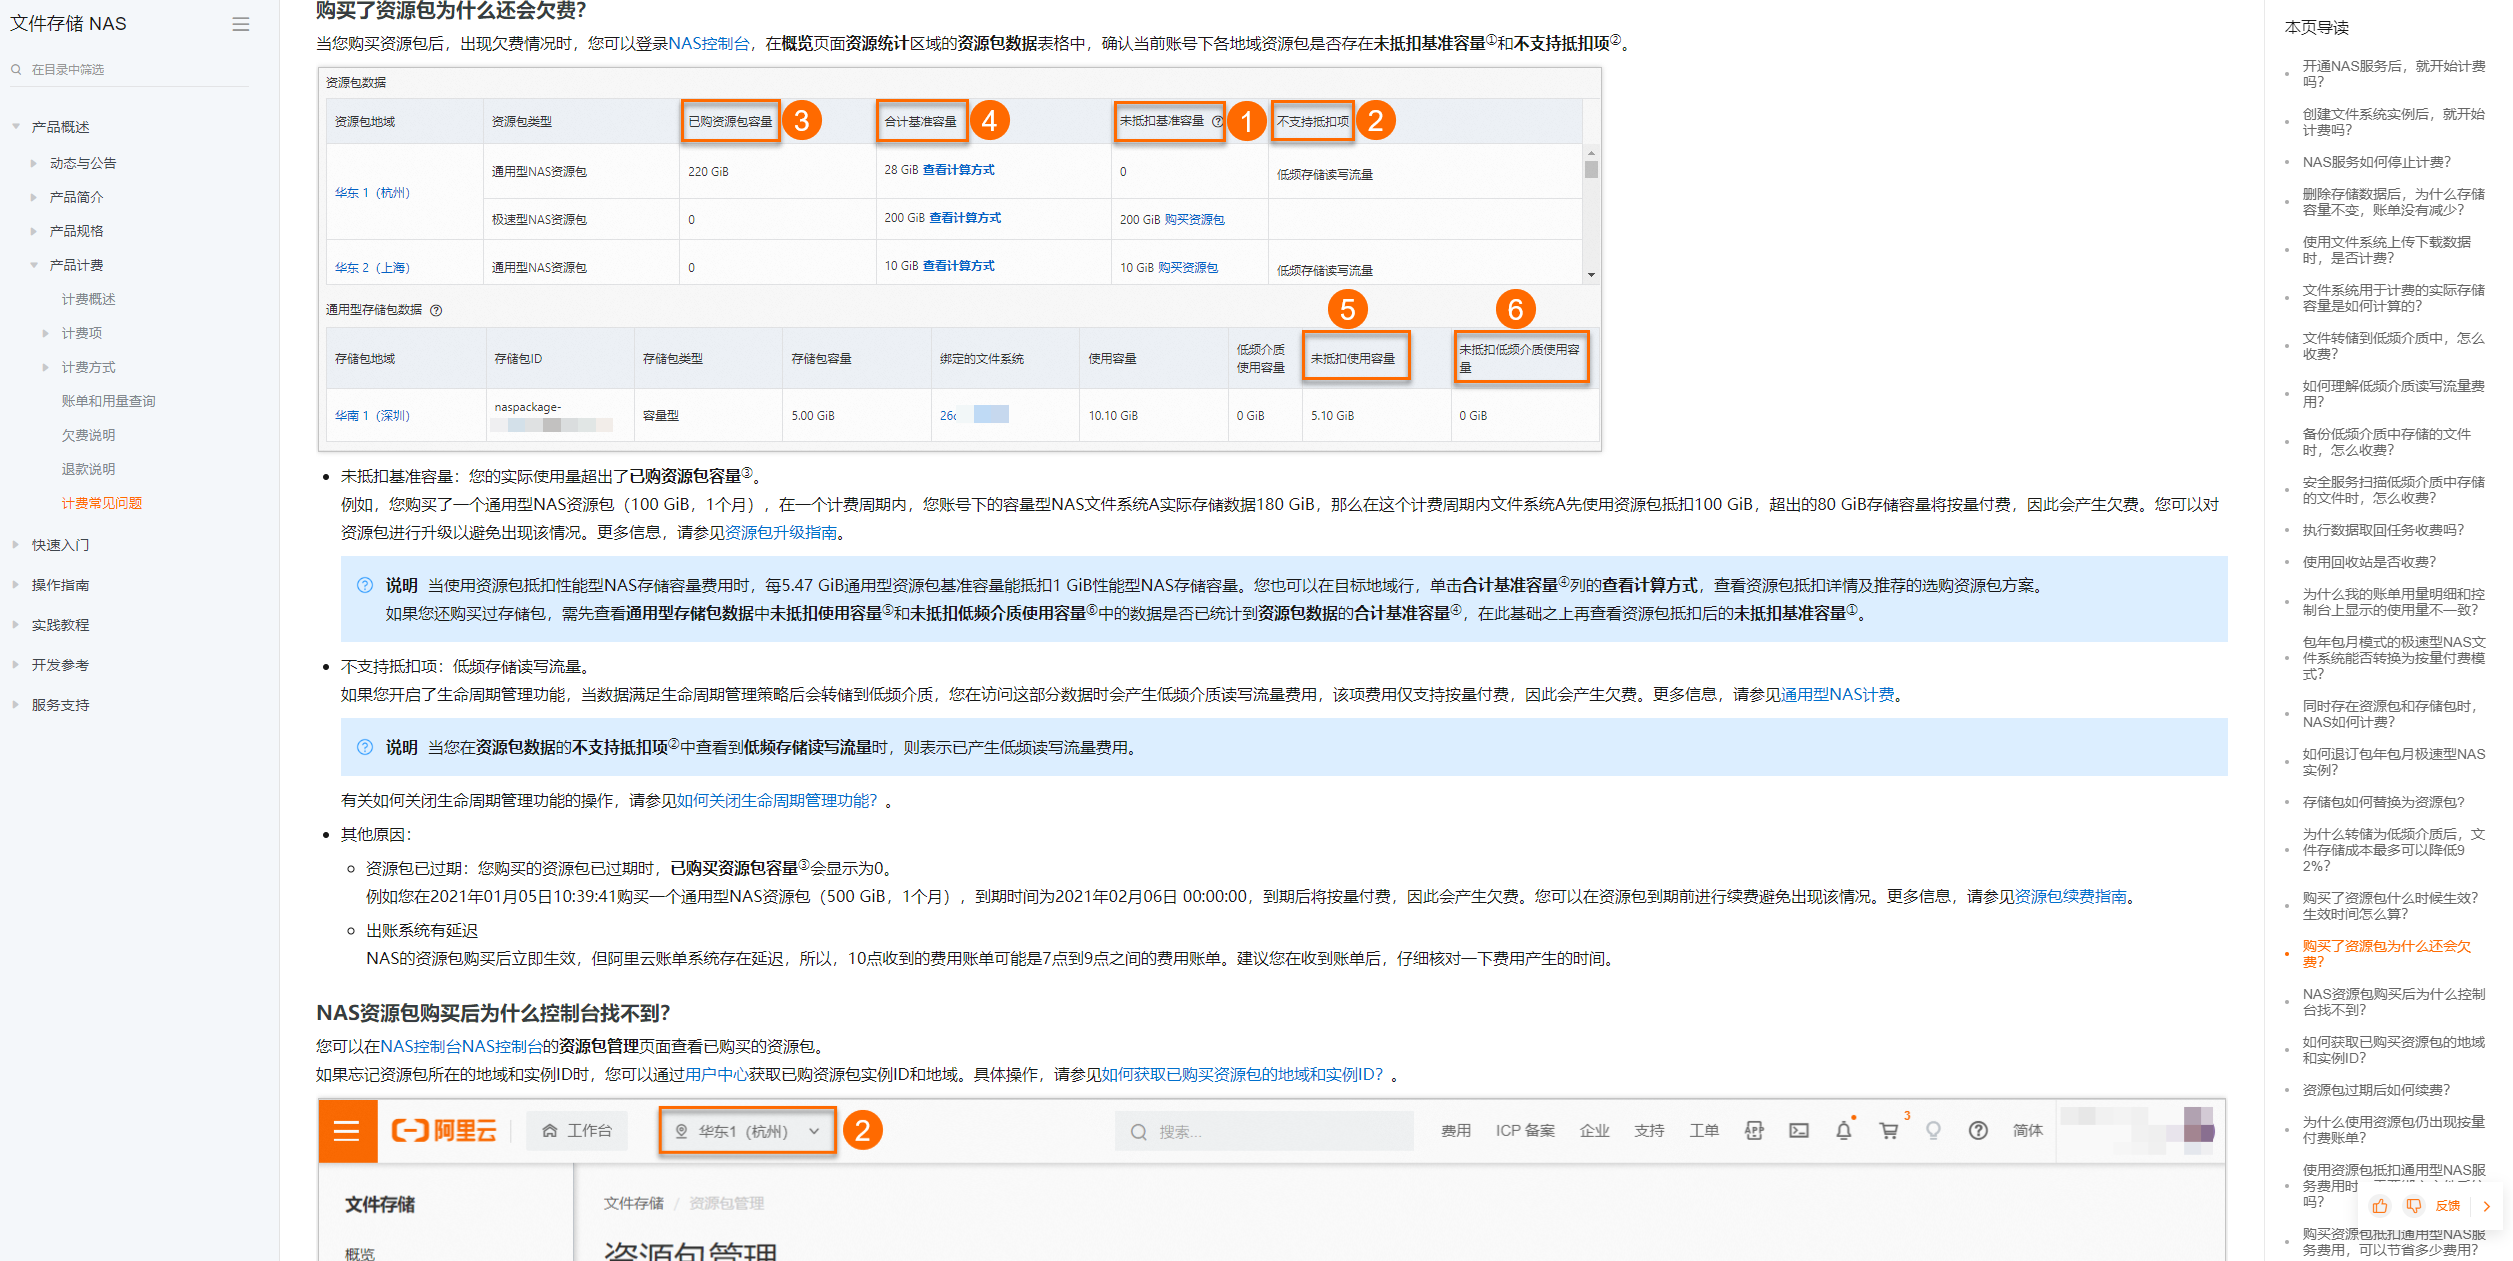 文件存储 NAS
在目录中筛选
产品概述
动态与公告
产品简介
产品规格
产品计费
计费概述
计费项
计费方式
账单和用量查询
欠费说明
退款说明
计费常见问题
快速入门
操作指南
实践教程
开发参考
服务支持
购买了资源包为什么还会欠费？
当您购买资源包后，出现欠费情况时，您可以登录NAS控制台，在概览页面资源统计区域的资源包数据表格中，确认当前账号下各地域资源包是否存在未抵扣基准容量①和不支持抵扣项②。
资源包数据
资源包地域 资源包类型 已购资源包容量 3 合计基准容量 4 未抵扣基准容量 ? 1 不支持抵扣项 2
华东 1（杭州） 通用型NAS资源包 220 GiB 28 GiB 查看计算方式 0 低频存储读写流量
极速型NAS资源包 0 200 GiB 查看计算方式 200 GiB 购买资源包
华东 2（上海） 通用型NAS资源包 0 10 GiB 查看计算方式 10 GiB 购买资源包 低频存储读写流量
通用型存储包数据 ? 5 6
存储包地域 存储包ID 存储包类型 存储包容量 绑定的文件系统 使用容量 低频介质使用容量 未抵扣使用容量 未抵扣低频介质使用容量
华南 1（深圳） naspackage- 容量型 5.00 GiB 26c 10.10 GiB 0 GiB 5.10 GiB 0 GiB
未抵扣基准容量：您的实际使用量超出了已购资源包容量③。
例如，您购买了一个通用型NAS资源包（100 GiB，1个月），在一个计费周期内，您账号下的容量型NAS文件系统A实际存储数据180 GiB，那么在这个计费周期内文件系统A先使用资源包抵扣100 GiB，超出的80 GiB存储容量将按量付费，因此会产生欠费。您可以对
资源包进行升级以避免出现该情况。更多信息，请参见资源包升级指南。
说明 当使用资源包抵扣性能型NAS存储容量费用时，每5.47 GiB通用型资源包基准容量能抵扣1 GiB性能型NAS存储容量。您也可以在目标地域行，单击合计基准容量④列的查看计算方式，查看资源包抵扣详情及推荐的选购资源包方案。
如果您还购买过存储包，需先查看通用型存储包数据中未抵扣使用容量⑤和未抵扣低频介质使用容量⑥中的数据是否已统计到资源包数据的合计基准容量④，在此基础之上再查看资源包抵扣后的未抵扣基准容量①。
不支持抵扣项：低频存储读写流量。
如果您开启了生命周期管理功能，当数据满足生命周期管理策略后会转储到低频介质，您在访问这部分数据时会产生低频介质读写流量费用，该项费用仅支持按量付费，因此会产生欠费。更多信息，请参见通用型NAS计费。
说明 当您在资源包数据的不支持抵扣项②中查看到低频存储读写流量时，则表示已产生低频读写流量费用。
有关如何关闭生命周期管理功能的操作，请参见如何关闭生命周期管理功能？。
其他原因：
资源包已过期：您购买的资源包已过期时，已购买资源包容量③会显示为0。
例如您在2021年01月05日10:39:41购买一个通用型NAS资源包（500 GiB，1个月），到期时间为2021年02月06日 00:00:00，到期后将按量付费，因此会产生欠费。您可以在资源包到期前进行续费避免出现该情况。更多信息，请参见资源包续费指南。
出账系统有延迟
NAS的资源包购买后立即生效，但阿里云账单系统存在延迟，所以，10点收到的费用账单可能是7点到9点之间的费用账单。建议您在收到账单后，仔细核对一下费用产生的时间。
NAS资源包购买后为什么控制台找不到？
您可以在NAS控制台NAS控制台的资源包管理页面查看已购买的资源包。
如果忘记资源包所在的地域和实例ID时，您可以通过用户中心获取已购资源包实例ID和地域。具体操作，请参见如何获取已购买资源包的地域和实例ID？。
阿里云 工作台 华东1（杭州） 2 搜索... 费用 ICP 备案 企业 支持 工单 APP 3 简体
文件存储 文件存储 / 资源包管理
概览 资源包管理
本页导读
开通NAS服务后，就开始计费
吗？
创建文件系统实例后，就开始
计费吗？
NAS服务如何停止计费？
删除存储数据后，为什么存储
容量不变，账单没有减少？
使用文件系统上传下载数据
时，是否计费？
文件系统用于计费的实际存储
容量是如何计算的？
文件转储到低频介质中，怎么
收费？
如何理解低频介质读写流量费
用？
备份低频介质中存储的文件
时，怎么收费？
安全服务扫描低频介质中存储
的文件时，怎么收费？
执行数据取回任务收费吗？
使用回收站是否收费？
为什么我的账单用量明细和控
制台上显示的使用量不一致？
包年包月模式的极速型NAS文
件系统能否转换为按量付费模
式？
同时存在资源包和存储包时，
NAS如何计费？
如何退订包年包月极速型NAS
实例？
存储包如何替换为资源包？
为什么转储为低频介质后，文
件存储成本最多可以降低9
2%？
购买了资源包什么时候生效？
生效时间怎么算？
购买了资源包为什么还会欠
费？
NAS资源包购买后为什么控制
台找不到？
如何获取已购买资源包的地域
和实例ID？
资源包过期后如何续费？
为什么使用资源包仍出现按量
付费账单？
使用资源包抵扣通用型NAS服
务费用时
吗？
反馈
购买资源包抵扣通用型NAS服
务费用，可以节省多少费用？